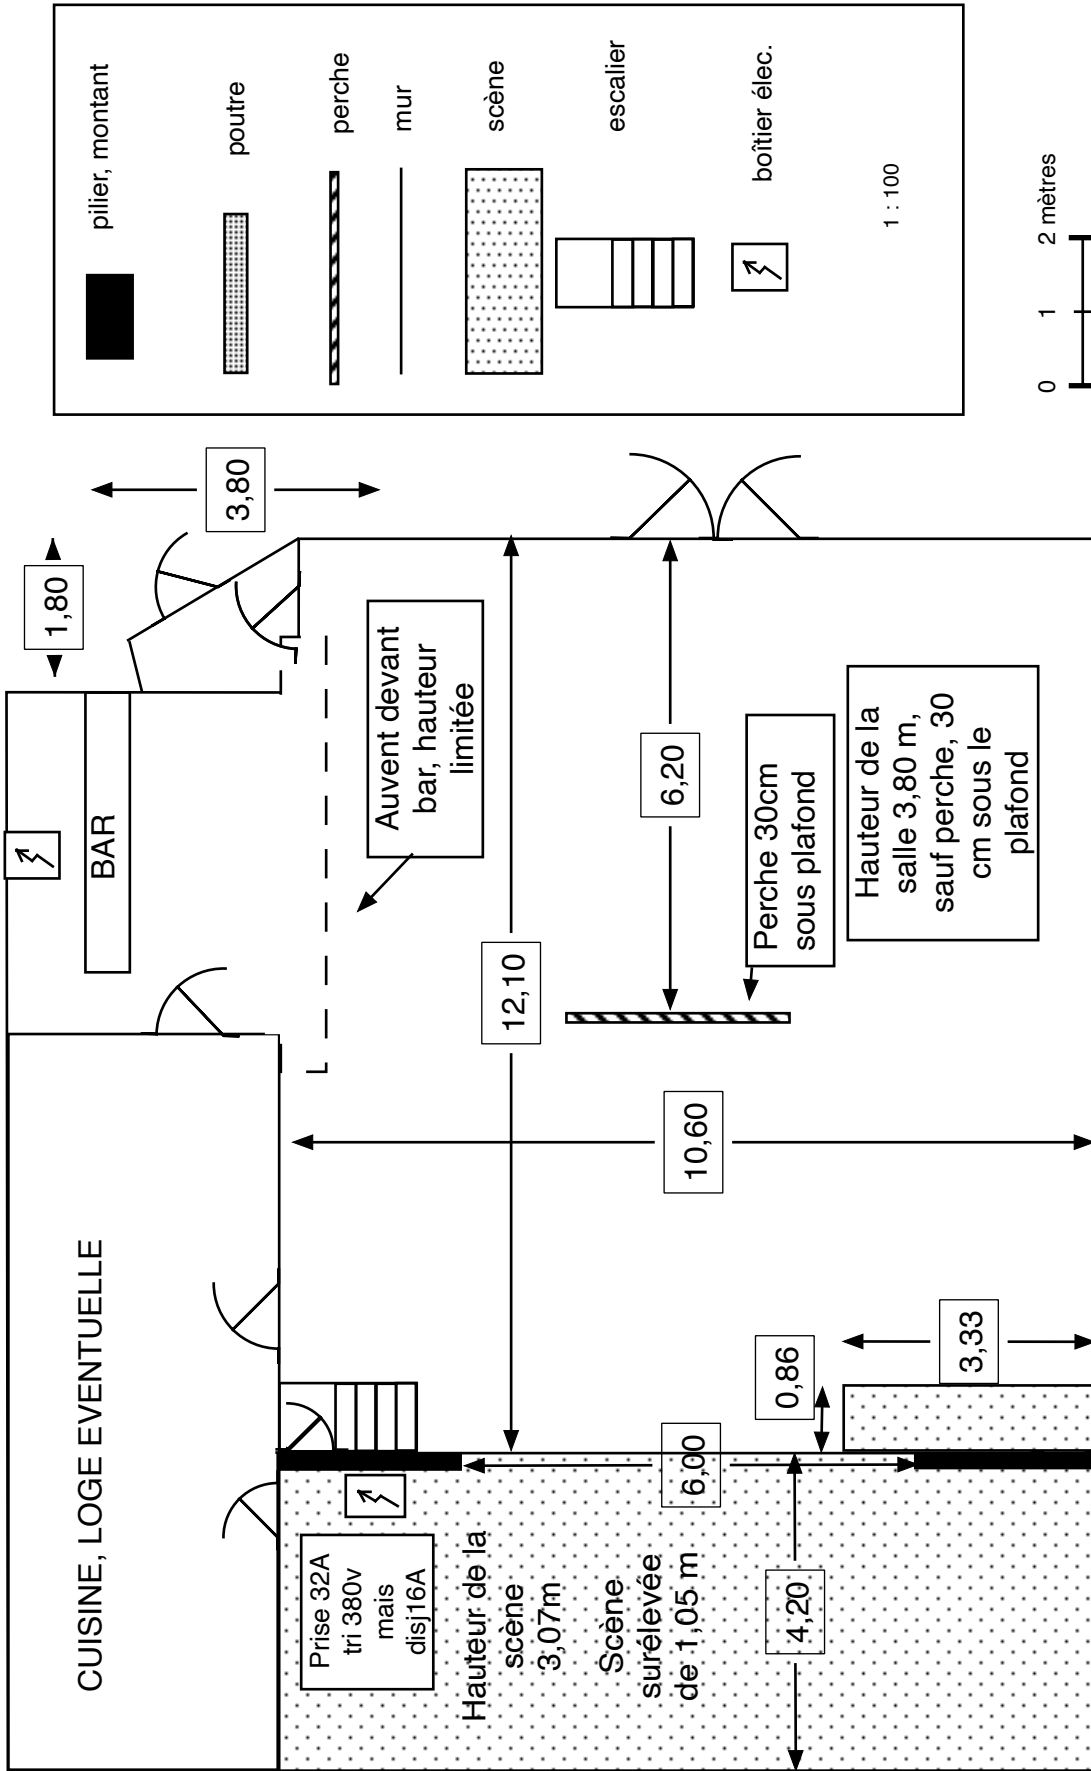 CUISINE, LOGE EVENTUELLE
BAR
1,80
3,80
Auvent devant
bar, hauteur
limitée
12,10
6,20
Perche 30cm
sous plafond
Hauteur de la
salle 3,80 m,
sauf perche, 30
cm sous le
plafond
10,60
Prise 32A
tri 380v
mais
disj16A
Hauteur de la
scène
3,07m
Scène
surélevée
de 1,05 m
6,00
4,20
0,86
3,33
pilier, montant
poutre
perche
mur
scène
escalier
boîtier élec.
1 : 100
0 1 2 mètres